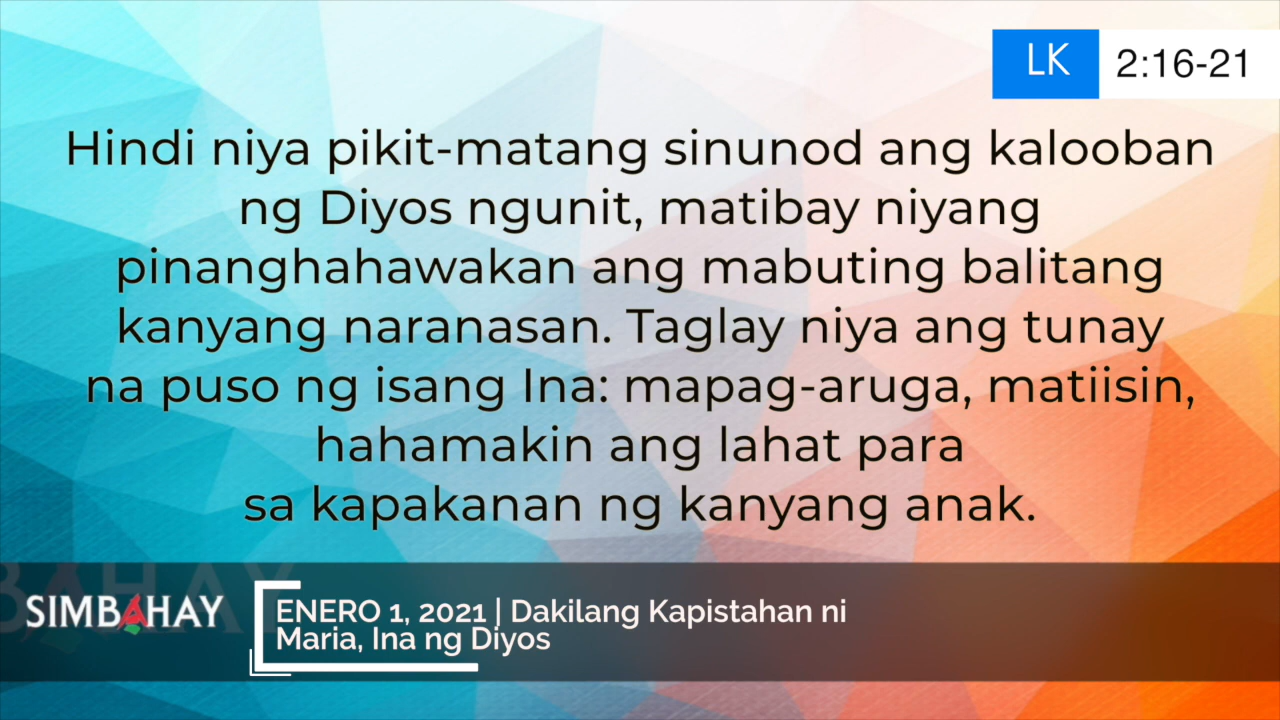 LK 2:16-21
Hindi niya pikit-matang sinunod ang kalooban
ng Diyos ngunit, matibay niyang
pinanghahawakan ang mabuting balitang
kanyang naranasan. Taglay niya ang tunay
na puso ng isang Ina: mapag-aruga, matiisin,
hahamakin ang lahat para
sa kapakanan ng kanyang anak.
SIMBAHAY
ENERO 1, 2021 | Dakilang Kapistahan ni
Maria, Ina ng Diyos